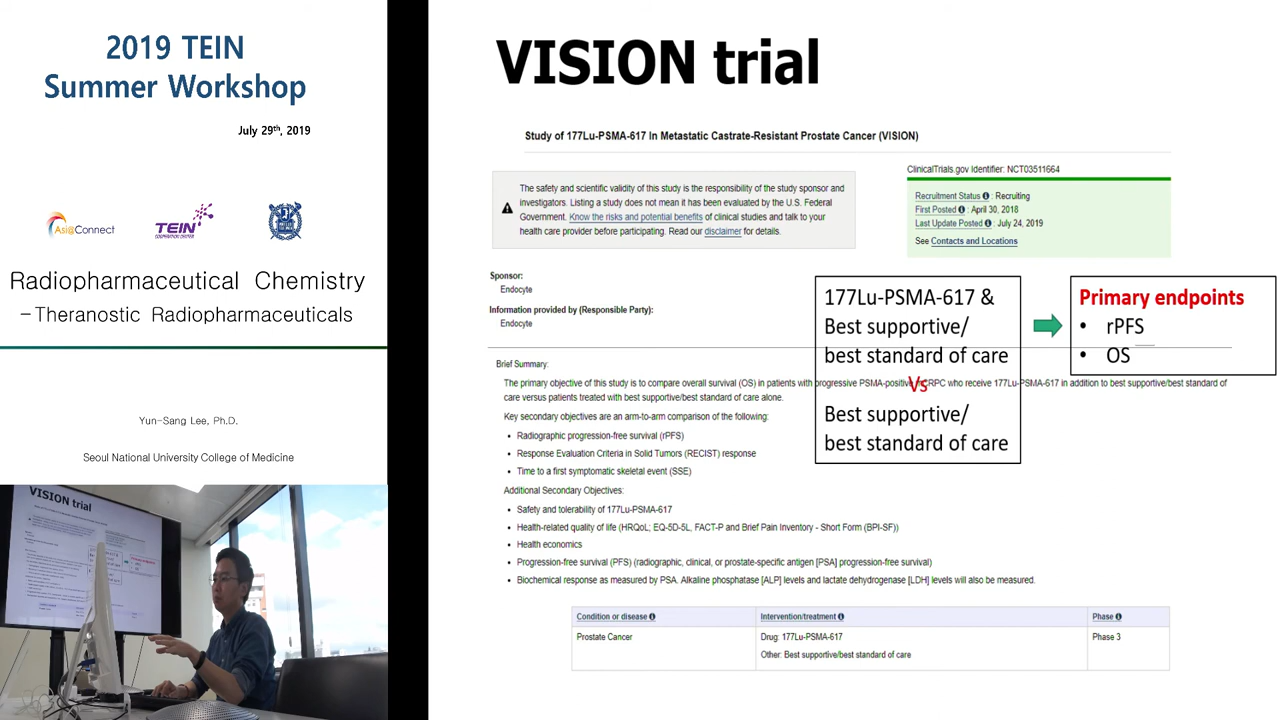 2019 TEIN
Summer Workshop
July 29th, 2019
Asi@Connect
TEIN
COOPERATION CENTER
Radiopharmaceutical Chemistry
- Theranostic Radiopharmaceuticals
Yun-Sang Lee, Ph.D.
Seoul National University College of Medicine
VISION trial
VISION trial
Study of 177Lu-PSMA-617 In Metastatic Castrate-Resistant Prostate Cancer (VISION)
The safety and scientific validity of this study is the responsibility of the study sponsor and
investigators. Listing a study does not mean it has been evaluated by the U.S. Federal
Government. Know the risks and potential benefits of clinical studies and talk to your
health care provider before participating. Read our disclaimer for details.
ClinicalTrials.gov Identifier: NCT03511664
Recruitment Status : Recruiting
First Posted : April 30, 2018
Last Update Posted : July 24, 2019
See Contacts and Locations
Sponsor:
Endocyte
Information provided by (Responsible Party):
Endocyte
177Lu-PSMA-617 &
Best supportive/
best standard of care
Vs
Best supportive/
best standard of care
Primary endpoints
• rPFS
• OS
Brief Summary:
The primary objective of this study is to compare overall survival (OS) in patients with progressive PSMA-positive mCRPC who receive 177Lu-PSMA-617 in addition to best supportive/best standard of
care versus patients treated with best supportive/best standard of care alone.
Key secondary objectives are an arm-to-arm comparison of the following:
• Radiographic progression-free survival (rPFS)
• Response Evaluation Criteria in Solid Tumors (RECIST) response
• Time to a first symptomatic skeletal event (SSE)
Additional Secondary Objectives:
• Safety and tolerability of 177Lu-PSMA-617
• Health-related quality of life (HRQoL; EQ-5D-5L, FACT-P and Brief Pain Inventory - Short Form (BPI-SF))
• Health economics
• Progression-free survival (PFS) (radiographic, clinical, or prostate-specific antigen [PSA] progression-free survival)
• Biochemical response as measured by PSA. Alkaline phosphatase [ALP] levels and lactate dehydrogenase [LDH] levels will also be measured.
Condition or disease Intervention/treatment Phase
Prostate Cancer Drug: 177Lu-PSMA-617 Phase 3
Other: Best supportive/best standard of care